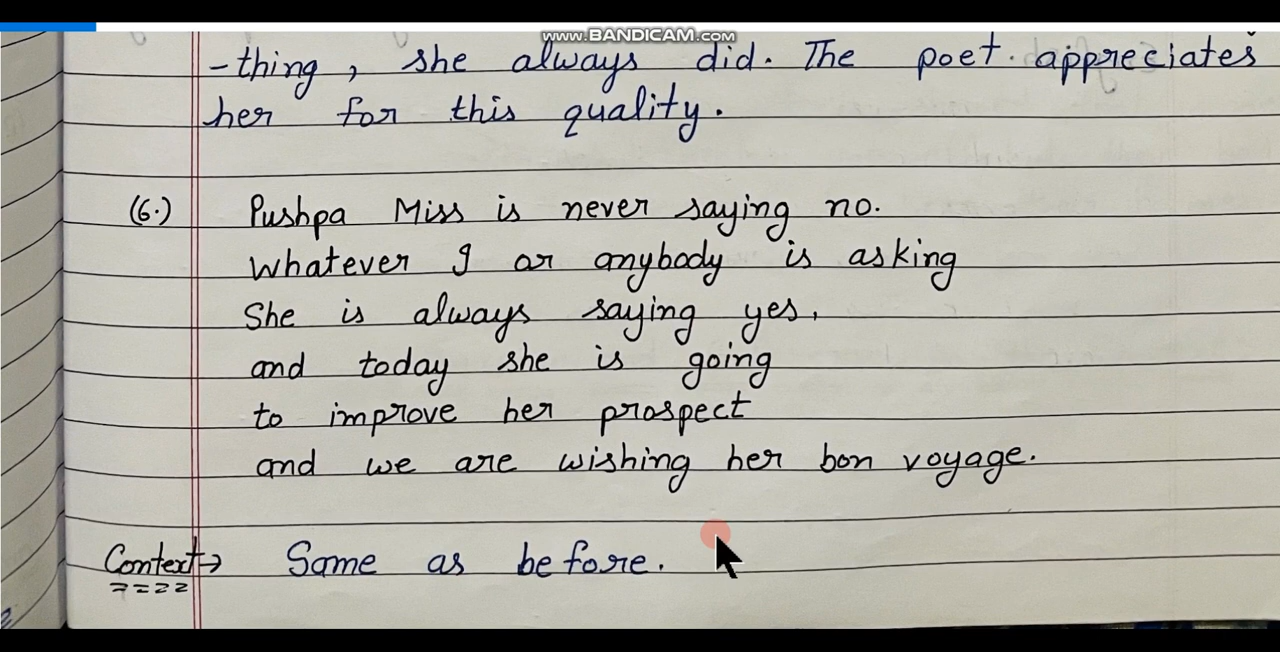 www.BANDICAM.com
-thing, she always did. The poet appreciates
her for this quality.
(6.) Pushpa Miss is never saying no.
Whatever I or anybody is asking
She is always saying yes,
and today she is going
to improve her prospect
and we are wishing her bon voyage.
Context→ Same as before.